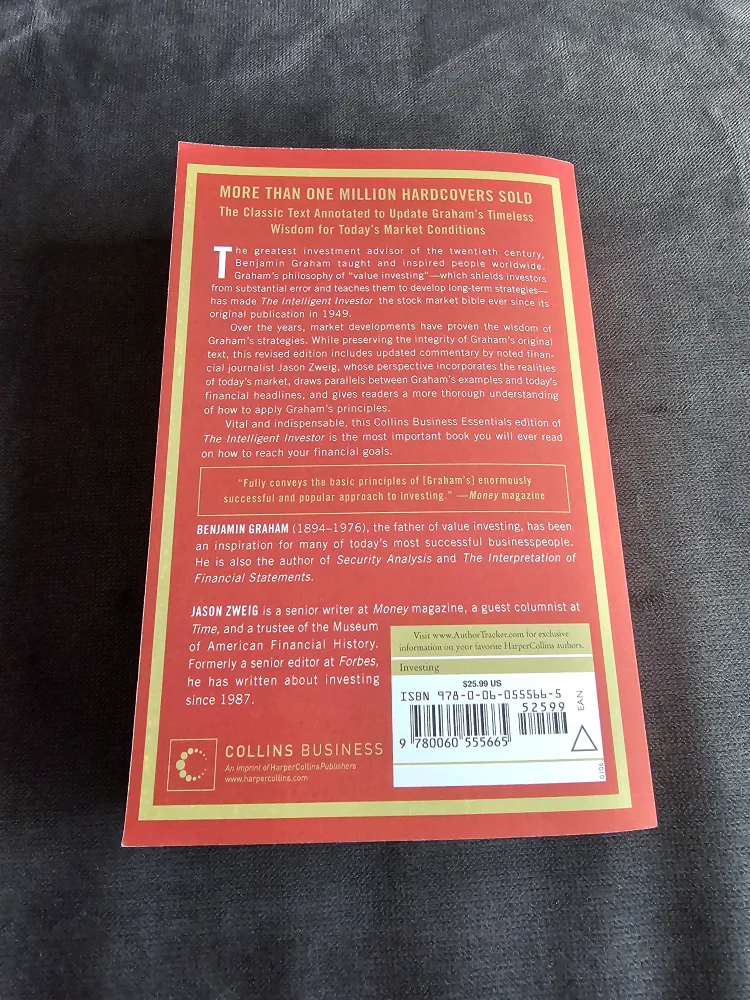 MORE THAN ONE MILLION HARDCOVERS SOLD
The Classic Text Annotated to Update Graham's Timeless
Wisdom for Today's Market Conditions
The greatest investment advisor of the twentieth century,
Benjamin Graham taught and inspired people worldwide.
Graham's philosophy of "value investing"—which shields investors
from substantial error and teaches them to develop long-term strategies—
has made The Intelligent Investor the stock market bible ever since its
original publication in 1949.
Over the years, market developments have proven the wisdom of
Graham's strategies. While preserving the integrity of Graham's original
text, this revised edition includes updated commentary by noted finan-
cial journalist Jason Zweig, whose perspective incorporates the realities
of today's market, draws parallels between Graham's examples and today's
financial headlines, and gives readers a more thorough understanding
of how to apply Graham's principles.
Vital and indispensable, this Collins Business Essentials edition of
The Intelligent Investor is the most important book you will ever read
on how to reach your financial goals.
"Fully conveys the basic principles of [Graham's] enormously
successful and popular approach to investing." —Money magazine
BENJAMIN GRAHAM (1894–1976), the father of value investing, has been
an inspiration for many of today's most successful businesspeople.
He is also the author of Security Analysis and The Interpretation of
Financial Statements.
JASON ZWEIG is a senior writer at Money magazine, a guest columnist at
Time, and a trustee of the Museum
of American Financial History.
Formerly a senior editor at Forbes,
he has written about investing
since 1987.
Visit www.AuthorTracker.com for exclusive
information on your favorite HarperCollins authors.
Investing
$25.99 US
ISBN 978-0-06-055566-5
52599
EAN
9 780060 555665
0106
COLLINS BUSINESS
An Imprint of HarperCollinsPublishers
www.harpercollins.com